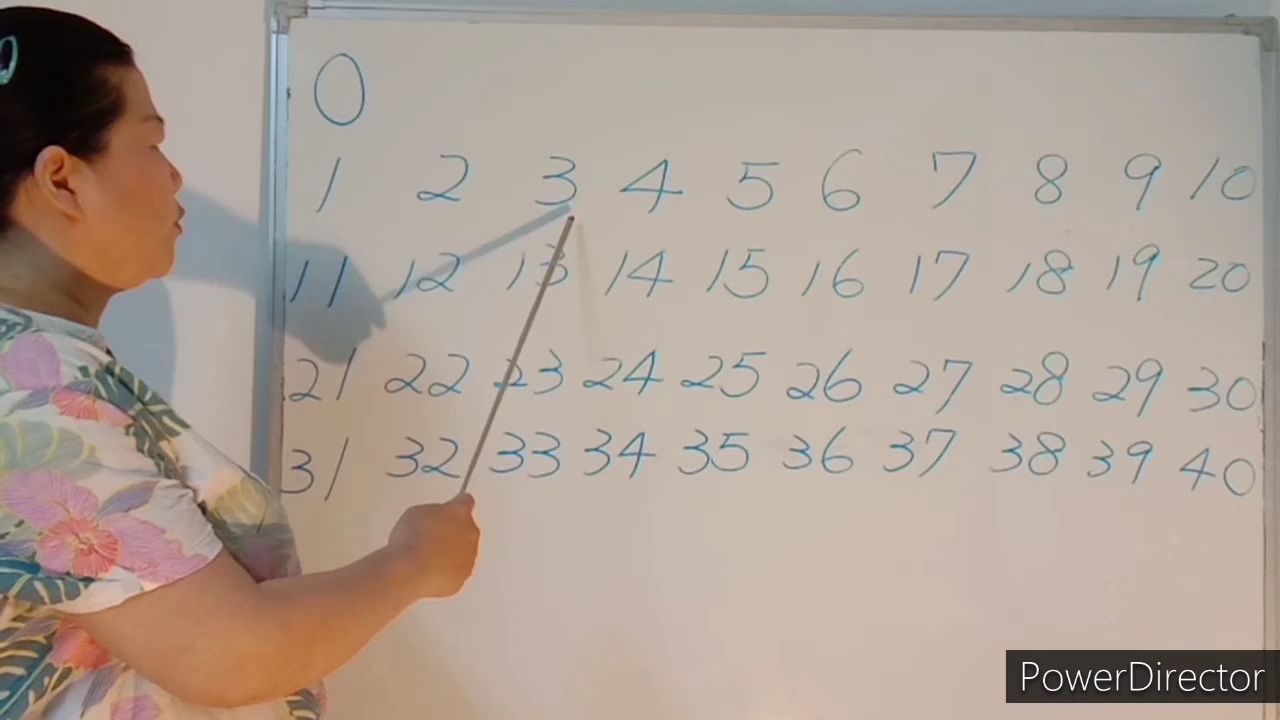 0
1 2 3 4 5 6 7 8 9 10
11 12 13 14 15 16 17 18 19 20
21 22 23 24 25 26 27 28 29 30
31 32 33 34 35 36 37 38 39 40
PowerDirector